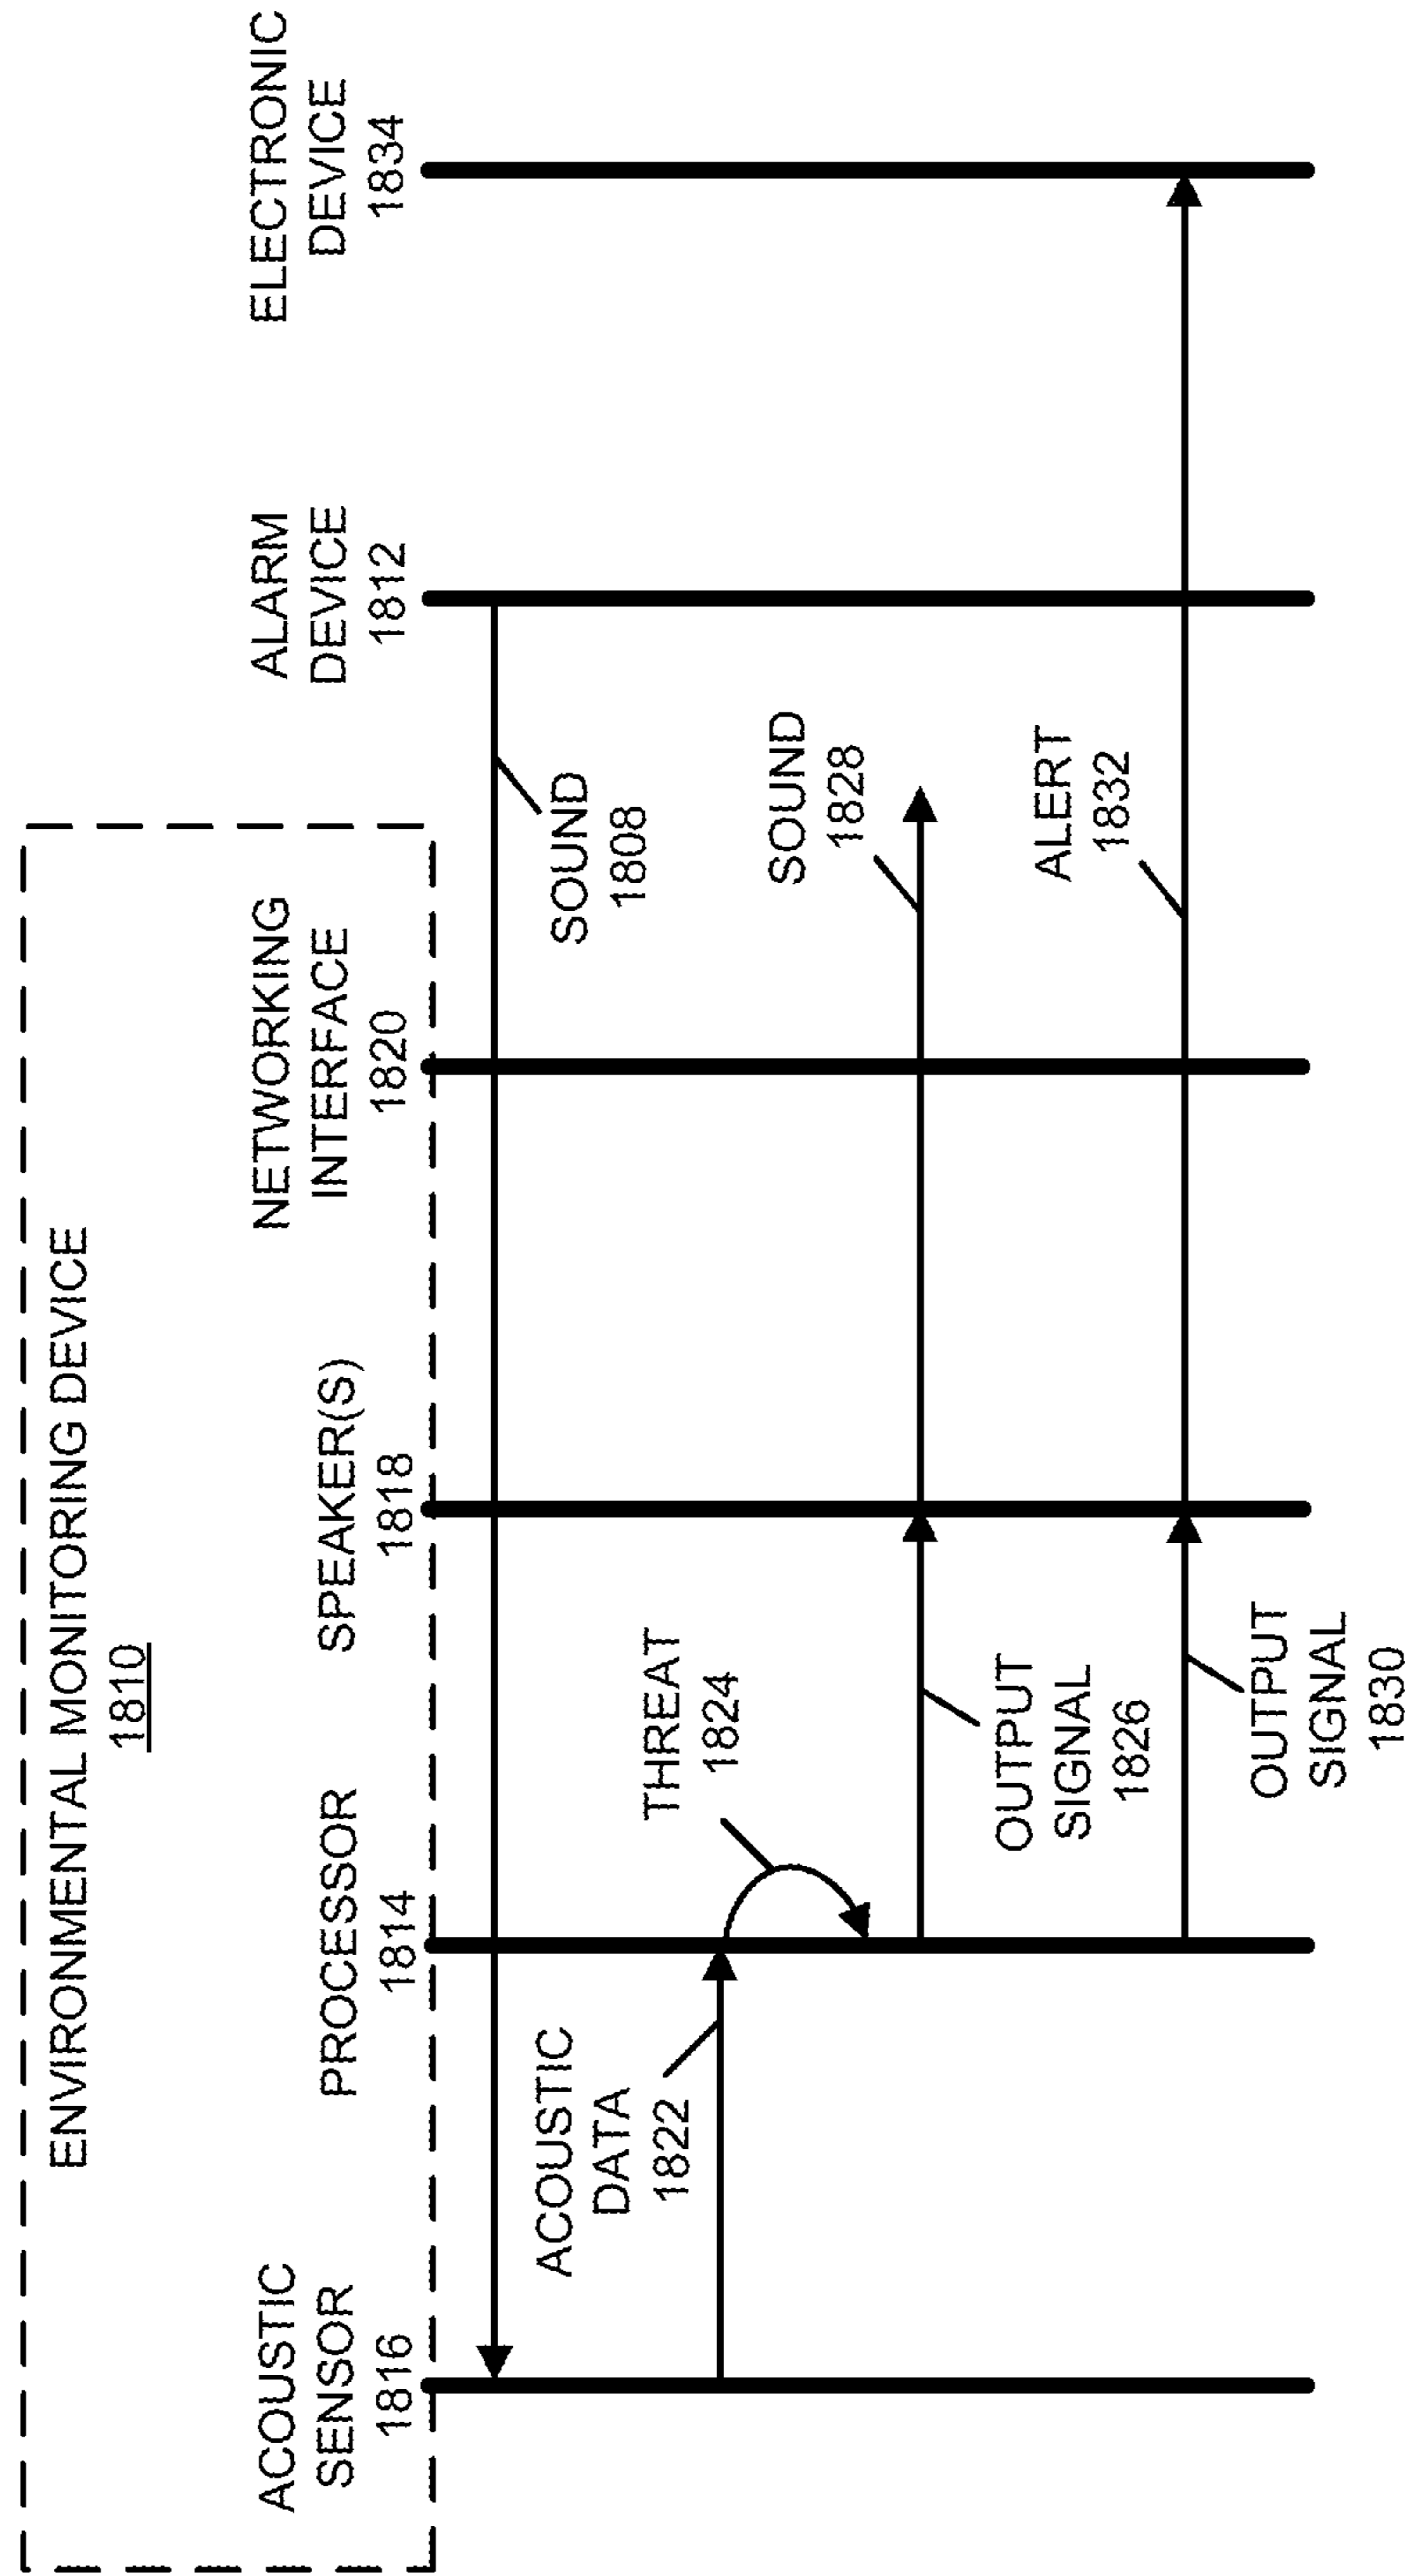 ENVIRONMENTAL MONITORING DEVICE
1810
ACOUSTIC
SENSOR
1816
PROCESSOR
1814
SPEAKER(S)
1818
NETWORKING
INTERFACE
1820
ALARM
DEVICE
1812
ELECTRONIC
DEVICE
1834
SOUND
1808
ACOUSTIC
DATA
1822
THREAT
1824
SOUND
1828
OUTPUT
SIGNAL
1826
ALERT
1832
OUTPUT
SIGNAL
1830